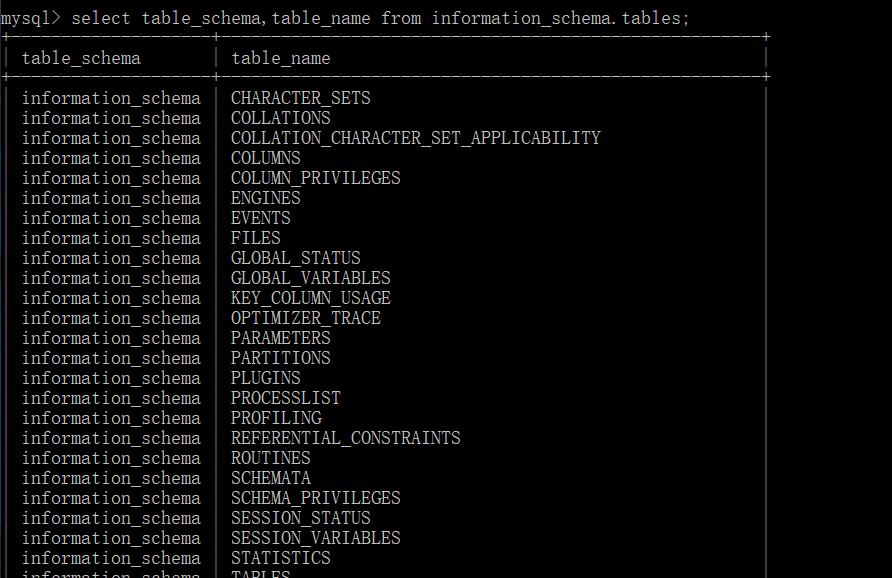 mysql> select table_schema,table_name from information_schema.tables;
table_schema table_name
information_schema CHARACTER_SETS
information_schema COLLATIONS
information_schema COLLATION_CHARACTER_SET_APPLICABILITY
information_schema COLUMNS
information_schema COLUMN_PRIVILEGES
information_schema ENGINES
information_schema EVENTS
information_schema FILES
information_schema GLOBAL_STATUS
information_schema GLOBAL_VARIABLES
information_schema KEY_COLUMN_USAGE
information_schema OPTIMIZER_TRACE
information_schema PARAMETERS
information_schema PARTITIONS
information_schema PLUGINS
information_schema PROCESSLIST
information_schema PROFILING
information_schema REFERENTIAL_CONSTRAINTS
information_schema ROUTINES
information_schema SCHEMATA
information_schema SCHEMA_PRIVILEGES
information_schema SESSION_STATUS
information_schema SESSION_VARIABLES
information_schema STATISTICS
information_schema TABLES